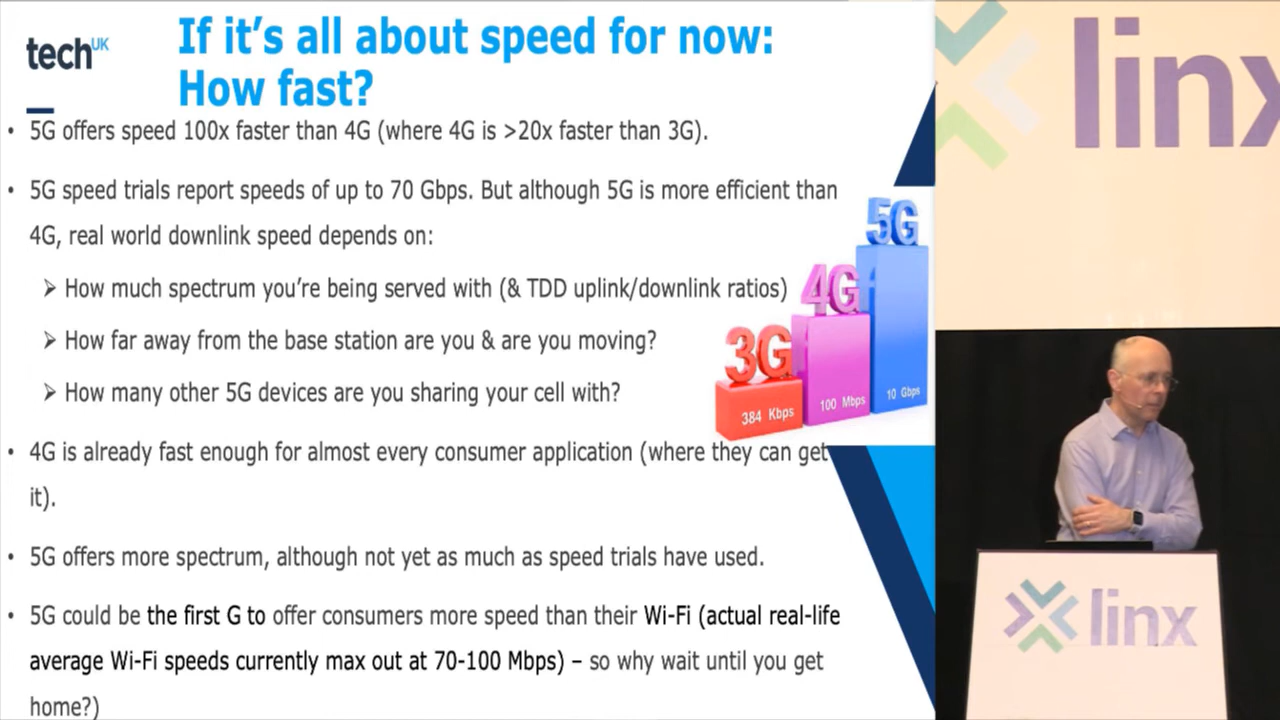 techUK
If it's all about speed for now:
How fast?
• 5G offers speed 100x faster than 4G (where 4G is >20x faster than 3G).
• 5G speed trials report speeds of up to 70 Gbps. But although 5G is more efficient than
4G, real world downlink speed depends on:
➢ How much spectrum you're being served with (& TDD uplink/downlink ratios)
➢ How far away from the base station are you & are you moving?
➢ How many other 5G devices are you sharing your cell with?
• 4G is already fast enough for almost every consumer application (where they can get
it).
• 5G offers more spectrum, although not yet as much as speed trials have used.
• 5G could be the first G to offer consumers more speed than their Wi-Fi (actual real-life
average Wi-Fi speeds currently max out at 70-100 Mbps) – so why wait until you get
home?)
3G
384 Kbps
4G
100 Mbps
5G
10 Gbps
linx
linx